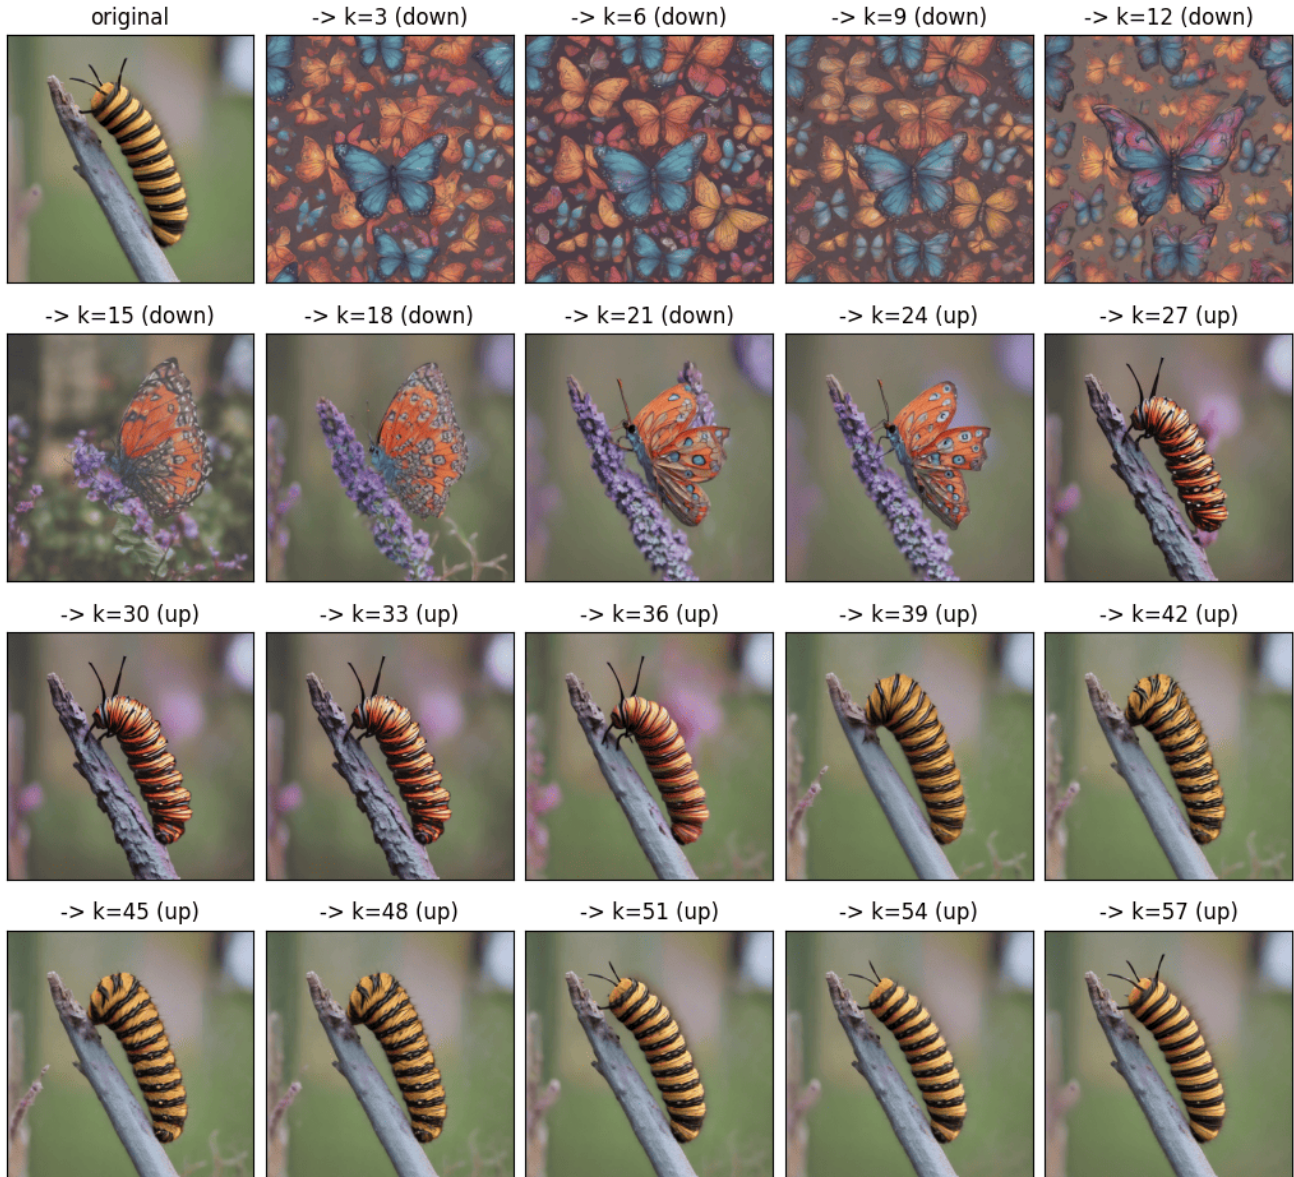 original
-> k=3 (down)
-> k=6 (down)
-> k=9 (down)
-> k=12 (down)
-> k=15 (down)
-> k=18 (down)
-> k=21 (down)
-> k=24 (up)
-> k=27 (up)
-> k=30 (up)
-> k=33 (up)
-> k=36 (up)
-> k=39 (up)
-> k=42 (up)
-> k=45 (up)
-> k=48 (up)
-> k=51 (up)
-> k=54 (up)
-> k=57 (up)